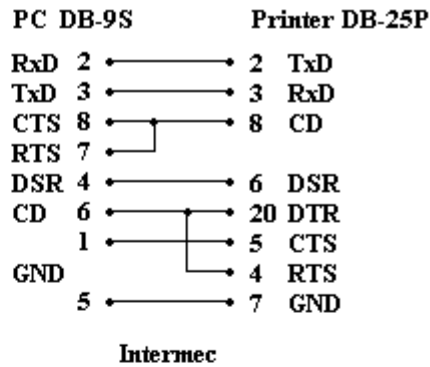 PC DB-9S Printer DB-25P
RxD 2 2 TxD
TxD 3 3 RxD
CTS 8 8 CD
RTS 7
DSR 4 6 DSR
CD 6 20 DTR
1 5 CTS
GND 4 RTS
5 7 GND
Intermec